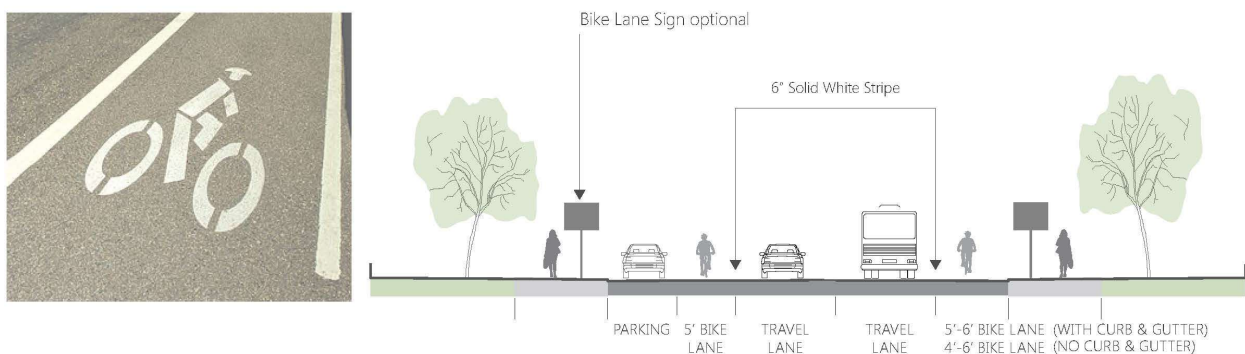 Bike Lane Sign optional
6" Solid White Stripe
PARKING
5' BIKE
LANE
TRAVEL
LANE
TRAVEL
LANE
5'-6' BIKE LANE (WITH CURB & GUTTER)
4'-6' BIKE LANE (NO CURB & GUTTER)